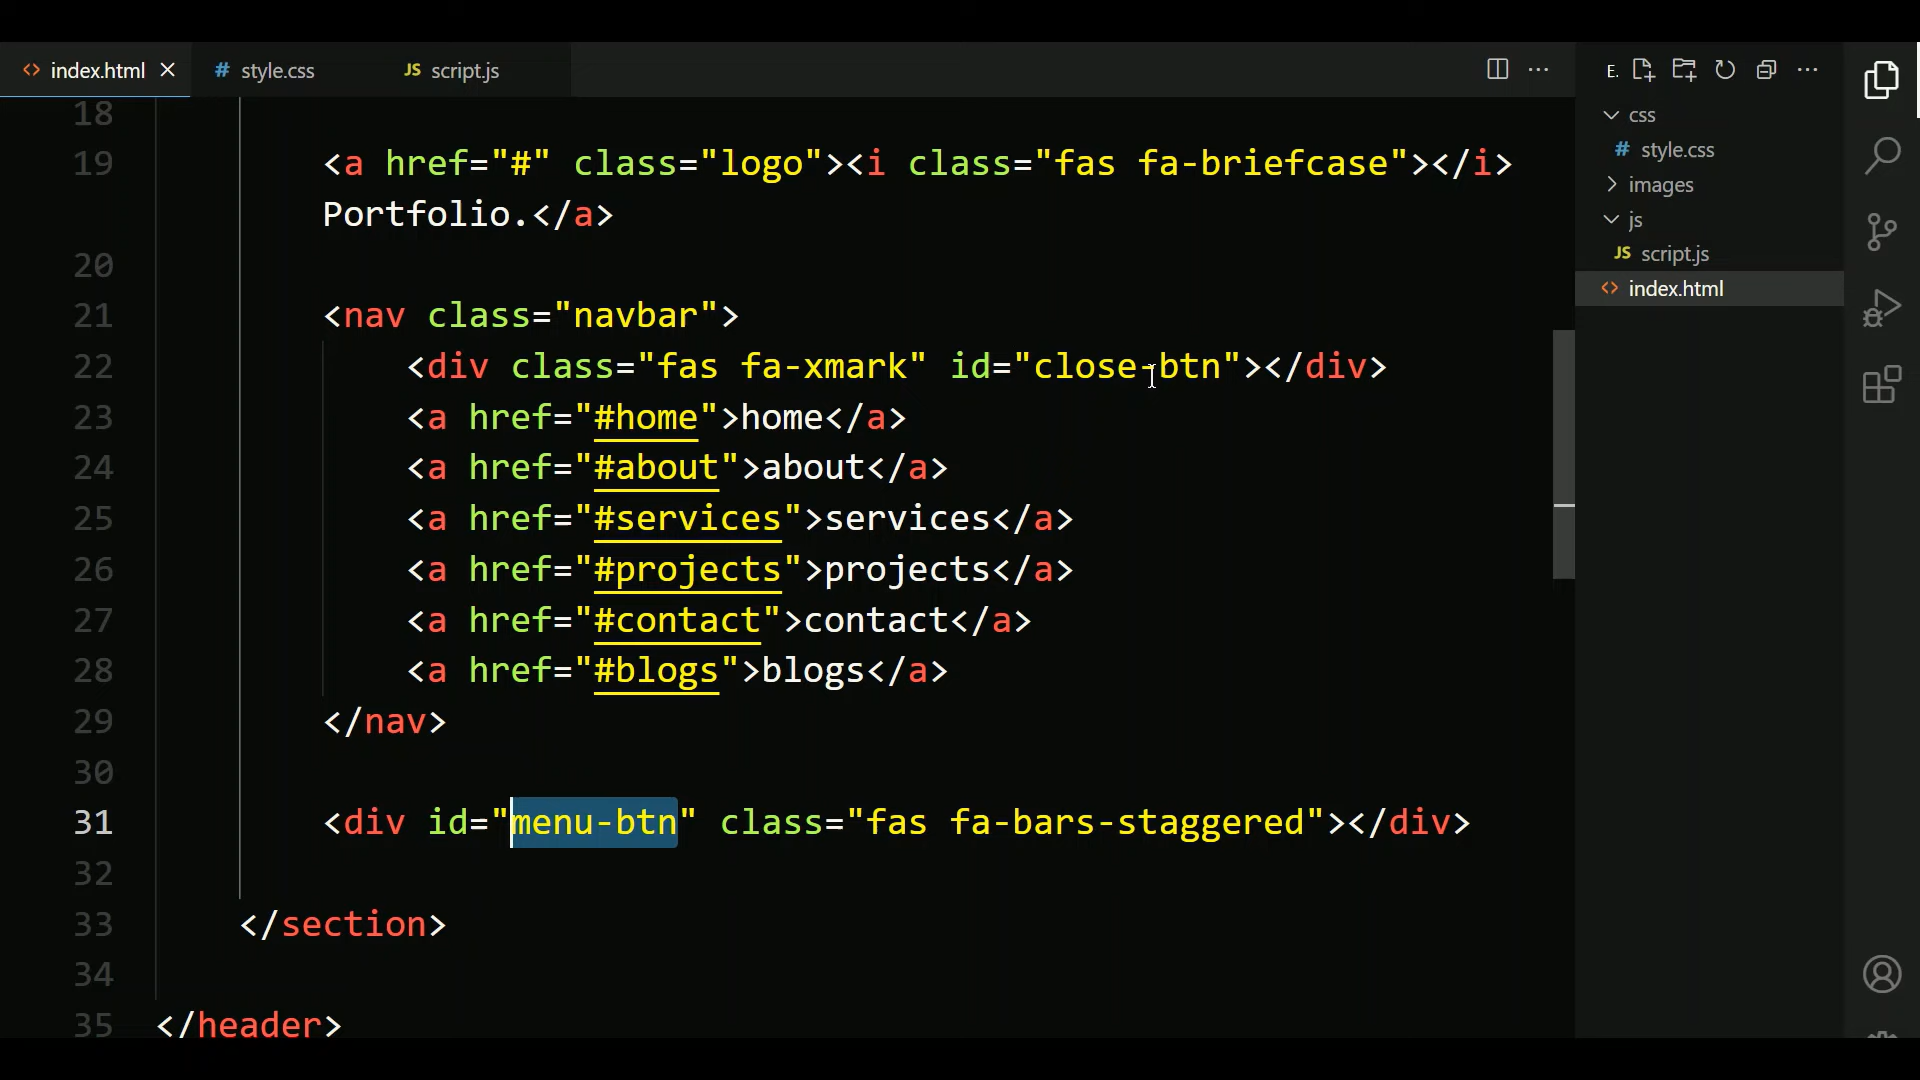 index.html
style.css
script.js
E.
18
19 <a href="#" class="logo"><i class="fas fa-briefcase"></i>
Portfolio.</a>
20
21 <nav class="navbar">
22 <div class="fas fa-xmark" id="close-btn"></div>
23 <a href="#home">home</a>
24 <a href="#about">about</a>
25 <a href="#services">services</a>
26 <a href="#projects">projects</a>
27 <a href="#contact">contact</a>
28 <a href="#blogs">blogs</a>
29 </nav>
30
31 <div id="menu-btn" class="fas fa-bars-staggered"></div>
32
33 </section>
34
35 </header>
css
# style.css
images
js
JS script.js
<> index.html